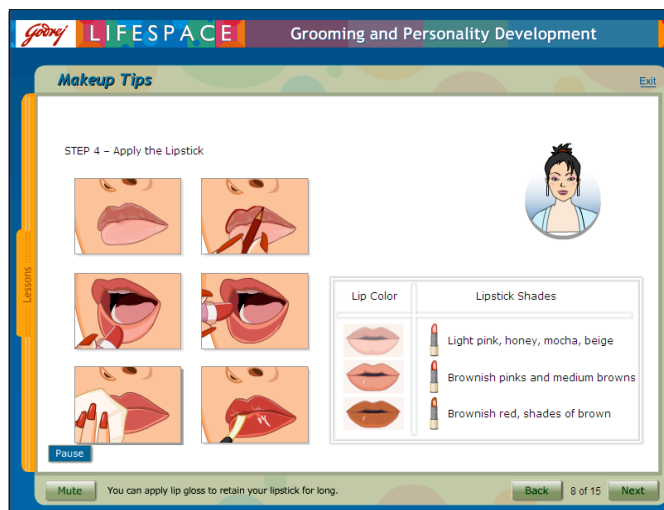 Godrej LIFESPACE Grooming and Personality Development
Makeup Tips
Exit
STEP 4 – Apply the Lipstick
Lessons
Lip Color Lipstick Shades
Light pink, honey, mocha, beige
Brownish pinks and medium browns
Brownish red, shades of brown
Pause
Mute You can apply lip gloss to retain your lipstick for long. Back 8 of 15 Next